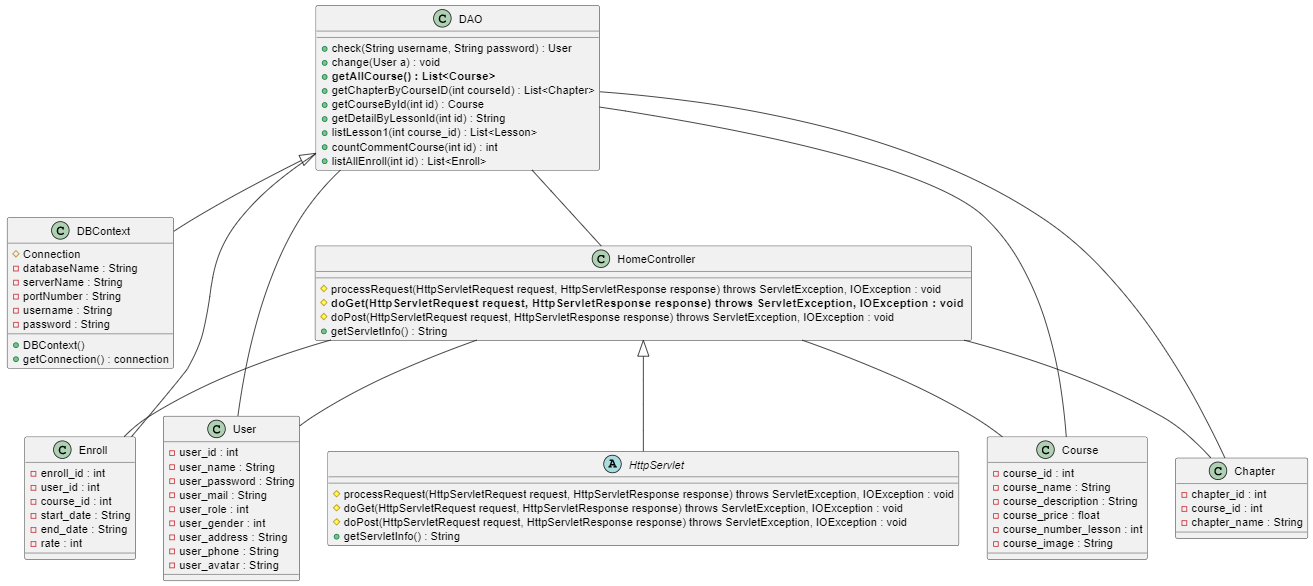 C DAO
check(String username, String password) : User
change(User a) : void
getAllCourse() : List<Course>
getChapterByCourseID(int courseId) : List<Chapter>
getCourseById(int id) : Course
getDetailByLessonId(int id) : String
listLesson1(int course_id) : List<Lesson>
countCommentCourse(int id) : int
listAllEnroll(int id) : List<Enroll>
C DBContext
Connection
databaseName : String
serverName : String
portNumber : String
username : String
password : String
DBContext()
getConnection() : connection
C HomeController
processRequest(HttpServletRequest request, HttpServletResponse response) throws ServletException, IOException : void
doGet(HttpServletRequest request, HttpServletResponse response) throws ServletException, IOException : void
doPost(HttpServletRequest request, HttpServletResponse response) throws ServletException, IOException : void
getServletInfo() : String
C Enroll
enroll_id : int
user_id : int
course_id : int
start_date : String
end_date : String
rate : int
C User
user_id : int
user_name : String
user_password : String
user_mail : String
user_role : int
user_gender : int
user_address : String
user_phone : String
user_avatar : String
A HttpServlet
processRequest(HttpServletRequest request, HttpServletResponse response) throws ServletException, IOException : void
doGet(HttpServletRequest request, HttpServletResponse response) throws ServletException, IOException : void
doPost(HttpServletRequest request, HttpServletResponse response) throws ServletException, IOException : void
getServletInfo() : String
C Course
course_id : int
course_name : String
course_description : String
course_price : float
course_number_lesson : int
course_image : String
C Chapter
chapter_id : int
course_id : int
chapter_name : String